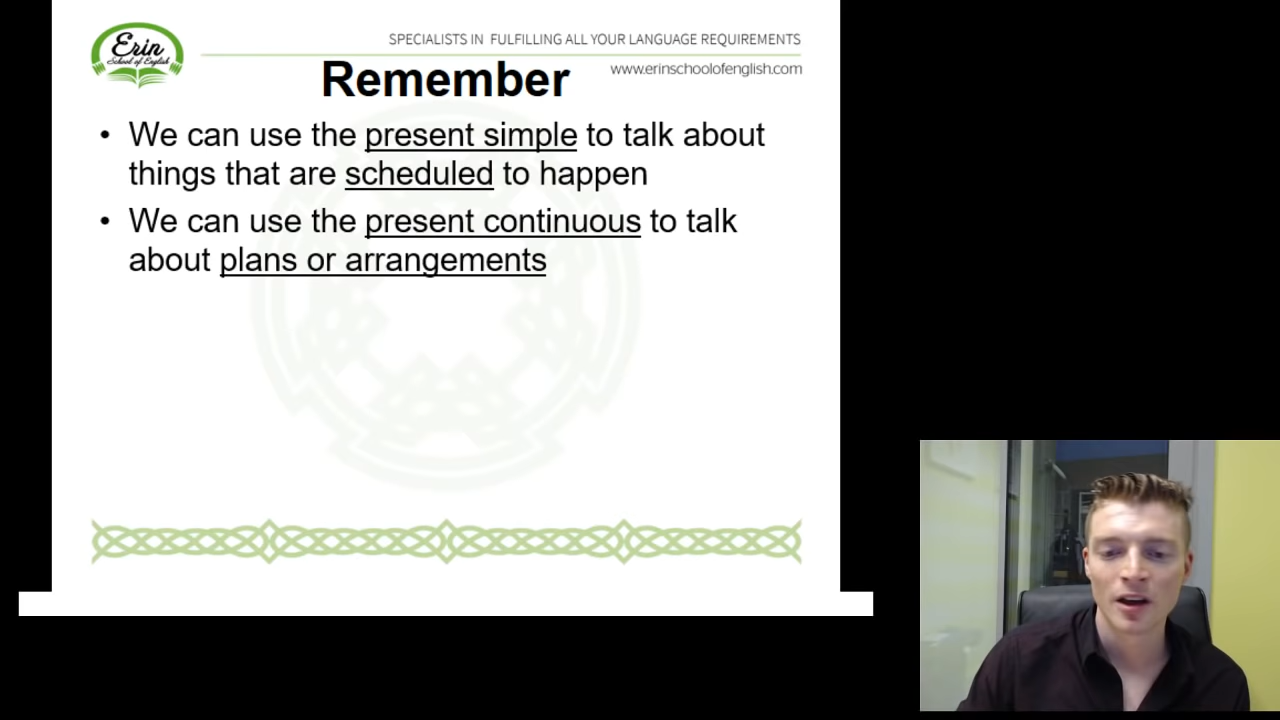 Erin
School of English
SPECIALISTS IN FULFILLING ALL YOUR LANGUAGE REQUIREMENTS
www.erinschoolofenglish.com
Remember
• We can use the present simple to talk about
things that are scheduled to happen
• We can use the present continuous to talk
about plans or arrangements